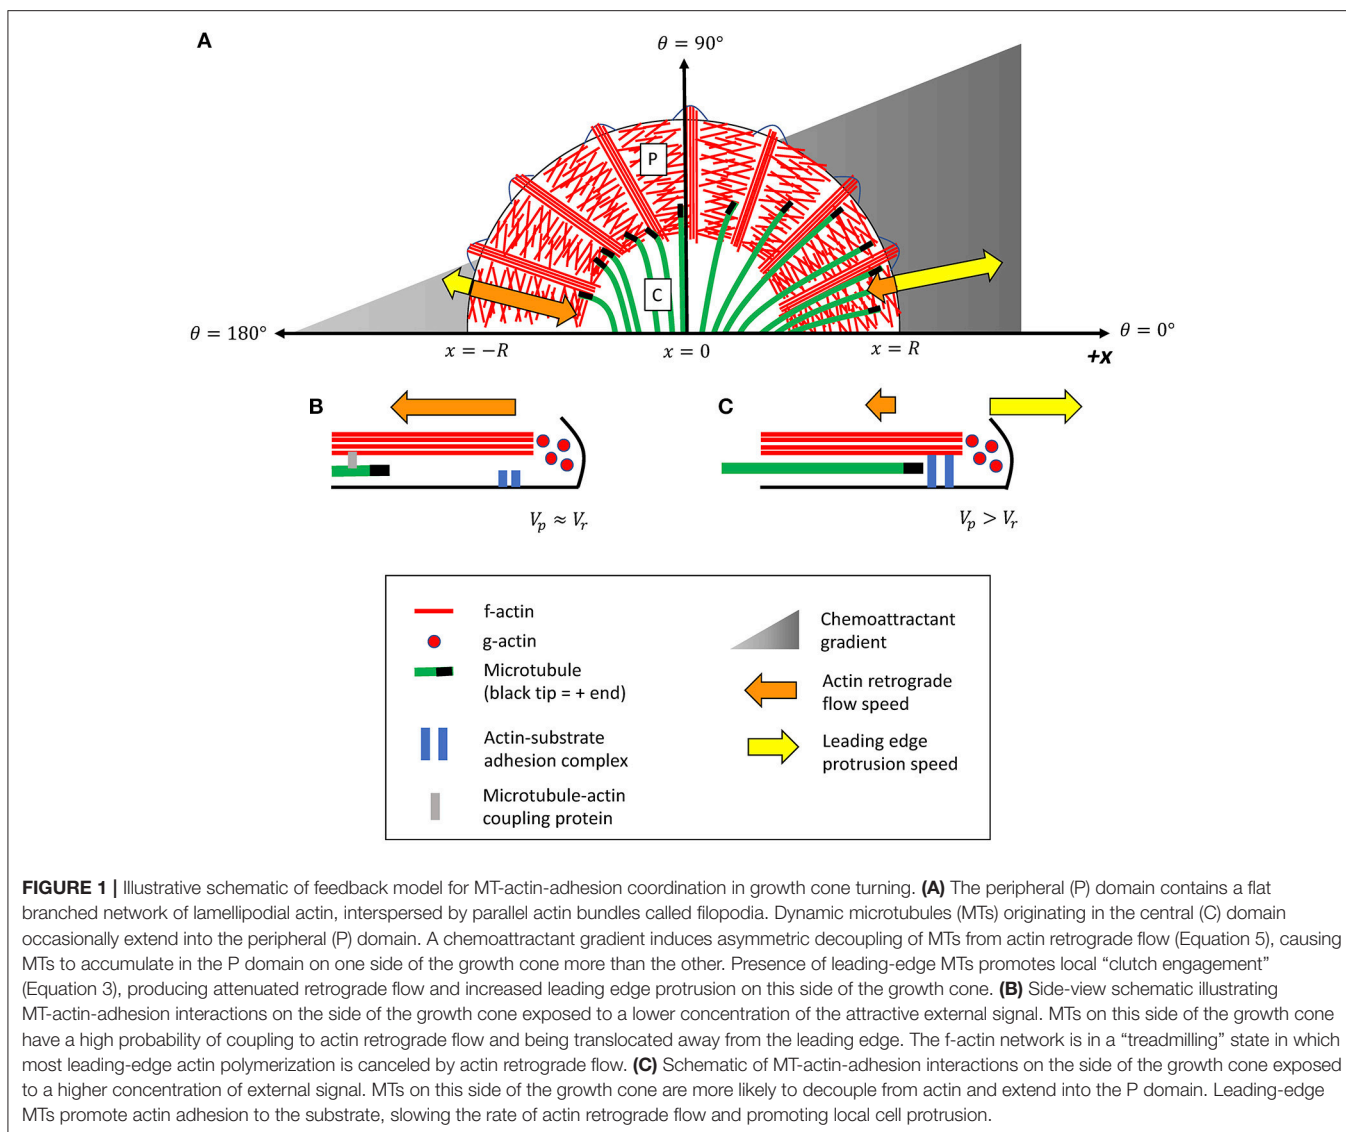 A
θ = 90°
P
C
θ = 180°
θ = 0°
x = −R
x = 0
x = R
+x
B
C
V_p ≈ V_r
V_p > V_r
f-actin
g-actin
Microtubule
(black tip = + end)
Actin-substrate
adhesion complex
Microtubule-actin
coupling protein
Chemoattractant
gradient
Actin retrograde
flow speed
Leading edge
protrusion speed
FIGURE 1 | Illustrative schematic of feedback model for MT-actin-adhesion coordination in growth cone turning. (A) The peripheral (P) domain contains a flat
branched network of lamellipodial actin, interspersed by parallel actin bundles called filopodia. Dynamic microtubules (MTs) originating in the central (C) domain
occasionally extend into the peripheral (P) domain. A chemoattractant gradient induces asymmetric decoupling of MTs from actin retrograde flow (Equation 5), causing
MTs to accumulate in the P domain on one side of the growth cone more than the other. Presence of leading-edge MTs promotes local “clutch engagement”
(Equation 3), producing attenuated retrograde flow and increased leading edge protrusion on this side of the growth cone. (B) Side-view schematic illustrating
MT-actin-adhesion interactions on the side of the growth cone exposed to a lower concentration of the attractive external signal. MTs on this side of the growth cone
have a high probability of coupling to actin retrograde flow and being translocated away from the leading edge. The f-actin network is in a “treadmilling” state in which
most leading-edge actin polymerization is canceled by actin retrograde flow. (C) Schematic of MT-actin-adhesion interactions on the side of the growth cone exposed
to a higher concentration of external signal. MTs on this side of the growth cone are more likely to decouple from actin and extend into the P domain. Leading-edge
MTs promote actin adhesion to the substrate, slowing the rate of actin retrograde flow and promoting local cell protrusion.